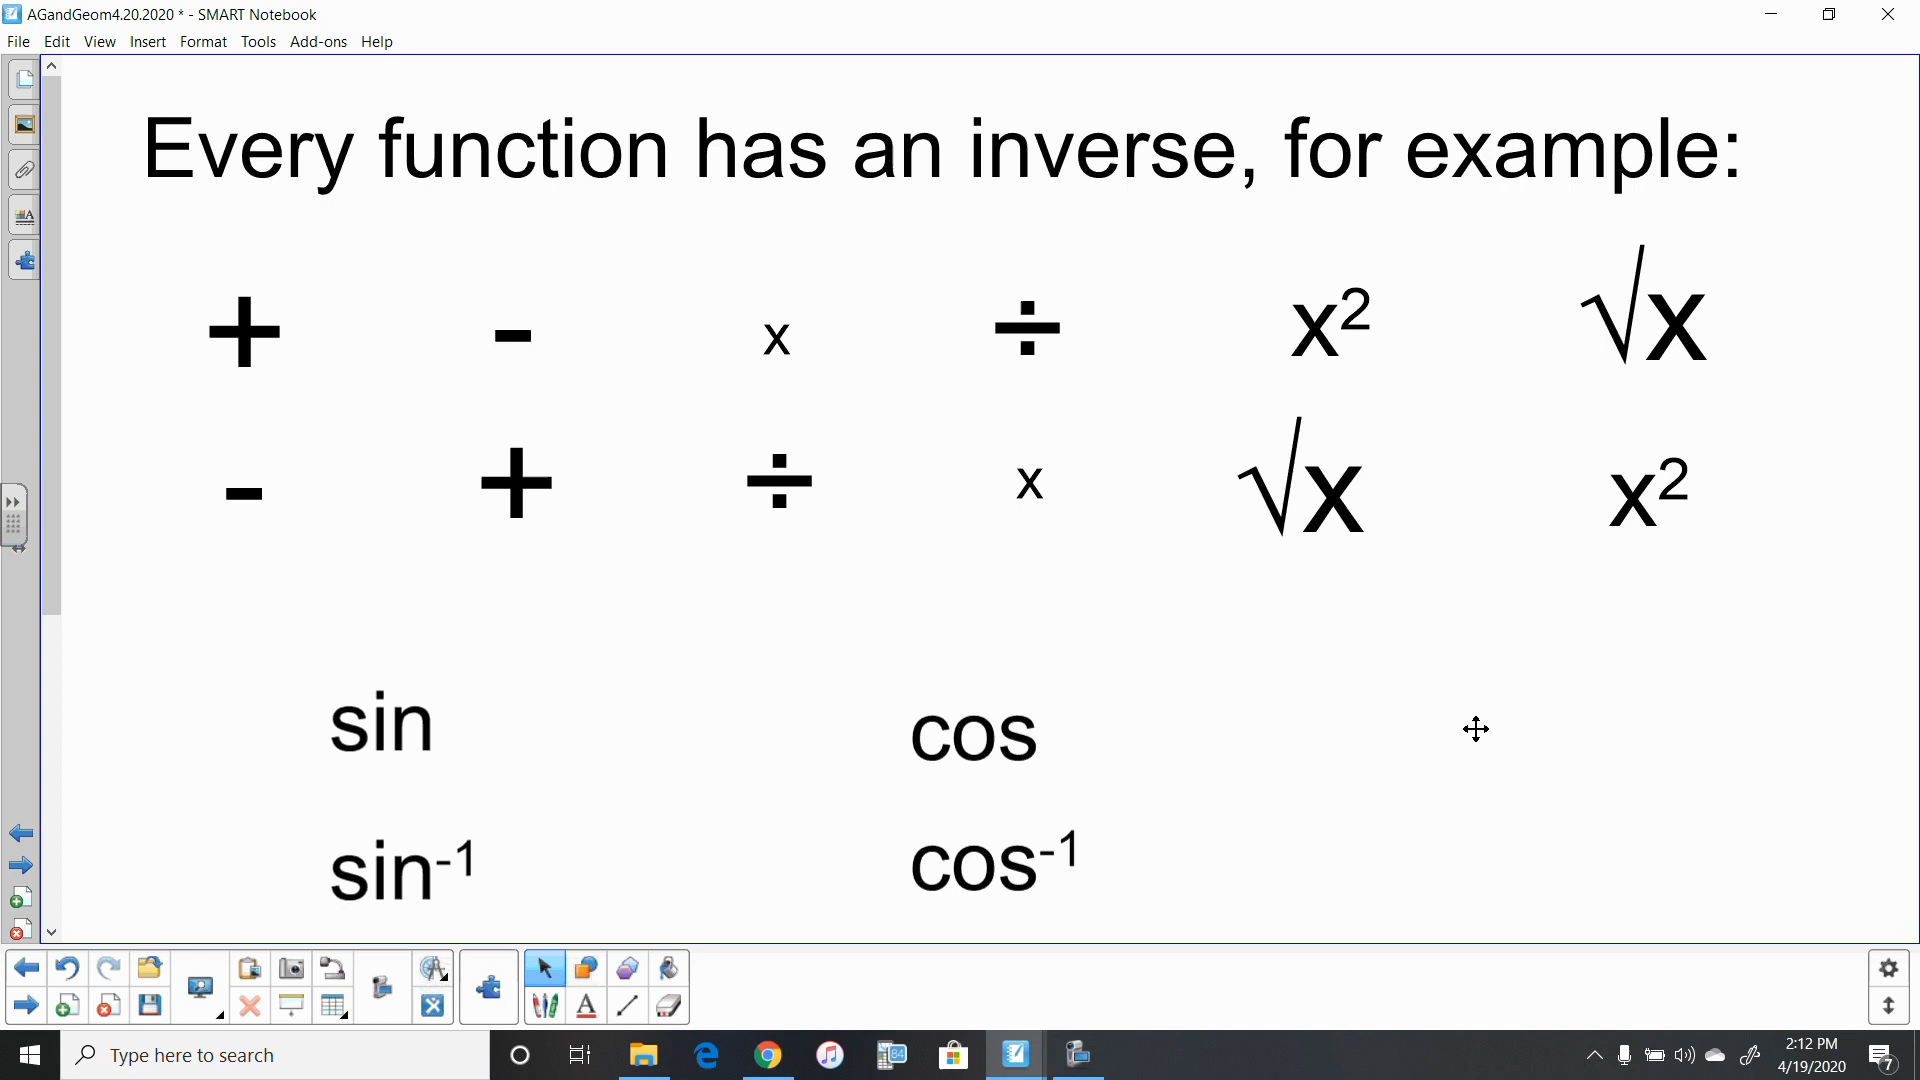 AGandGeom4.20.2020 * - SMART Notebook
File Edit View Insert Format Tools Add-ons Help
Every function has an inverse, for example:
+ - x ÷ x² √x
- + ÷ x √x x²
sin cos
sin⁻¹ cos⁻¹
A
84
Type here to search
2:12 PM
4/19/2020
7